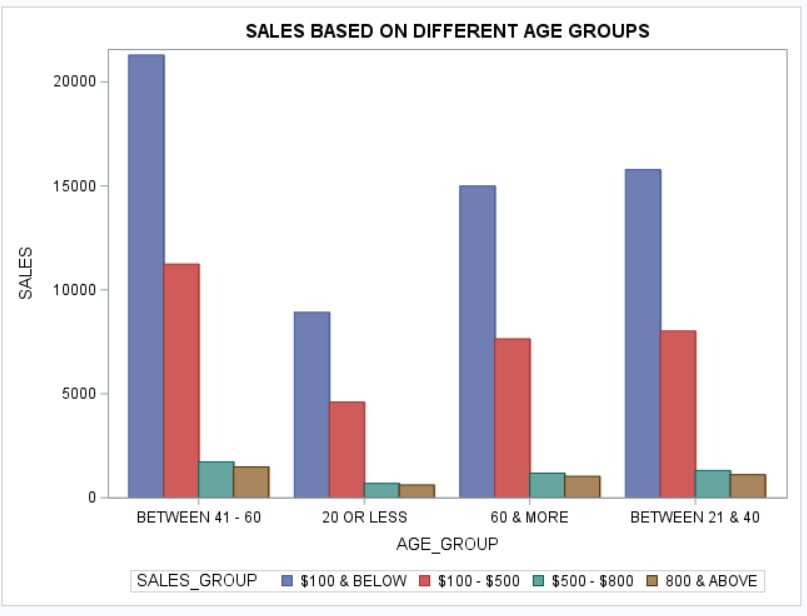 SALES BASED ON DIFFERENT AGE GROUPS
20000
15000
10000
5000
0
SALES
BETWEEN 41 - 60 20 OR LESS 60 & MORE BETWEEN 21 & 40
AGE_GROUP
SALES_GROUP $100 & BELOW $100 - $500 $500 - $800 800 & ABOVE